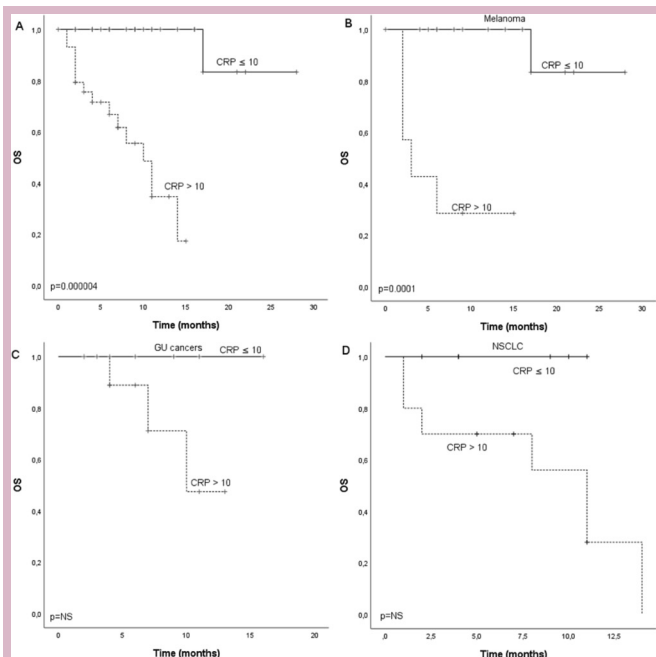 A
1,0
0,8
0,6
0,4
0,2
0,0
OS
CRP ≤ 10
CRP > 10
p=0.000004
0 5 10 15 20 25 30
Time (months)
B
Melanoma
1,0
0,8
0,6
0,4
0,2
0,0
OS
CRP ≤ 10
CRP > 10
p=0.0001
0 5 10 15 20 25 30
Time (months)
C
GU cancers
1,0
0,8
0,6
0,4
0,2
0,0
OS
CRP ≤ 10
CRP > 10
p=NS
0 5 10 15 20
Time (months)
D
NSCLC
1,0
0,8
0,6
0,4
0,2
0,0
OS
CRP ≤ 10
CRP > 10
p=NS
,0 2,5 5,0 7,5 10,0 12,5
Time (months)